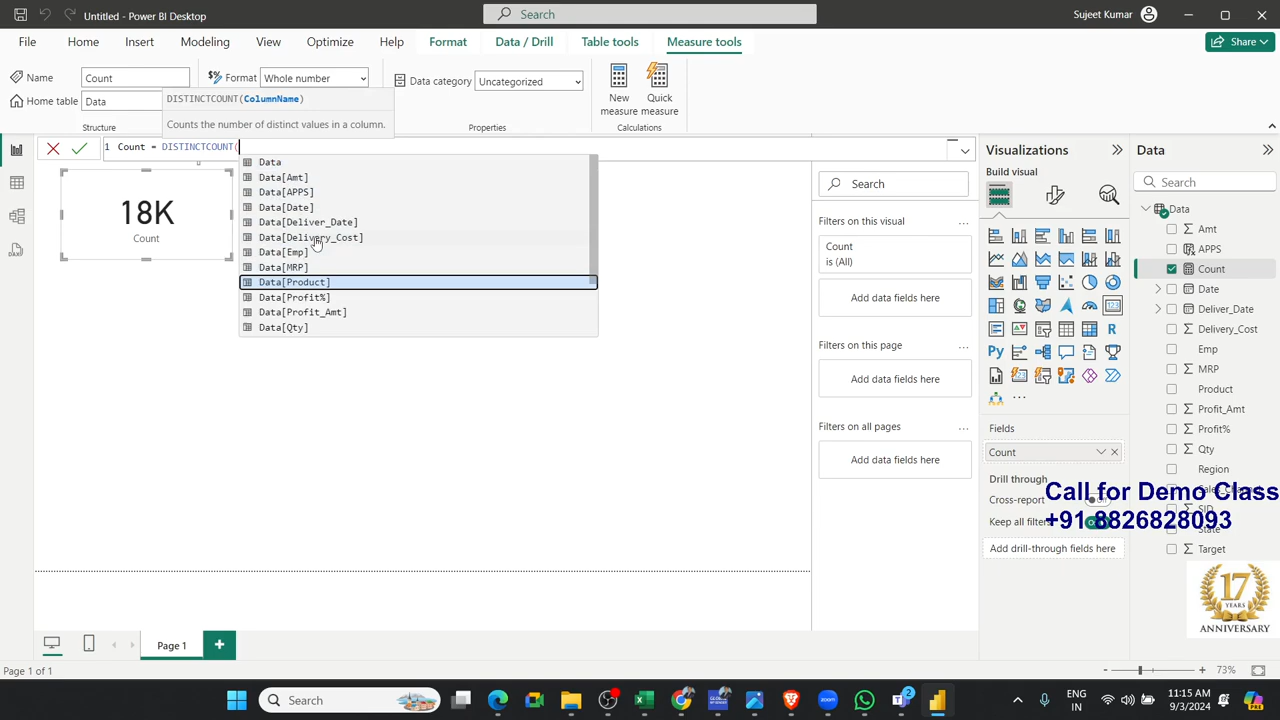 Untitled - Power BI Desktop
Search
Sujeet Kumar
File
Home
Insert
Modeling
View
Optimize
Help
Format
Data / Drill
Table tools
Measure tools
Share
Name
Count
Format
Whole number
Data category
Uncategorized
New measure
Quick measure
Home table
Data
DISTINCTCOUNT(ColumnName)
Counts the number of distinct values in a column.
Structure
Properties
Calculations
1 Count = DISTINCTCOUNT(
18K
Count
Data
Data[Amt]
Data[APPS]
Data[Date]
Data[Deliver_Date]
Data[Delivery_Cost]
Data[Emp]
Data[MRP]
Data[Product]
Data[Profit%]
Data[Profit_Amt]
Data[Qty]
Search
Filters on this visual
Count
is (All)
Add data fields here
Filters on this page
Add data fields here
Filters on all pages
Add data fields here
Visualizations
Build visual
Fields
Count
Drill through
Cross-report
Off
Keep all filters
Add drill-through fields here
Data
Search
Data
Amt
APPS
Count
Date
Deliver_Date
Delivery_Cost
Emp
MRP
Product
Profit_Amt
Profit%
Qty
Region
Sales_Channel
SID
State
Target
Call for Demo Class
+91 8826828093
17
YEARS
ANNIVERSARY
Page 1
Page 1 of 1
73%
Search
ENG
IN
11:15 AM
9/3/2024